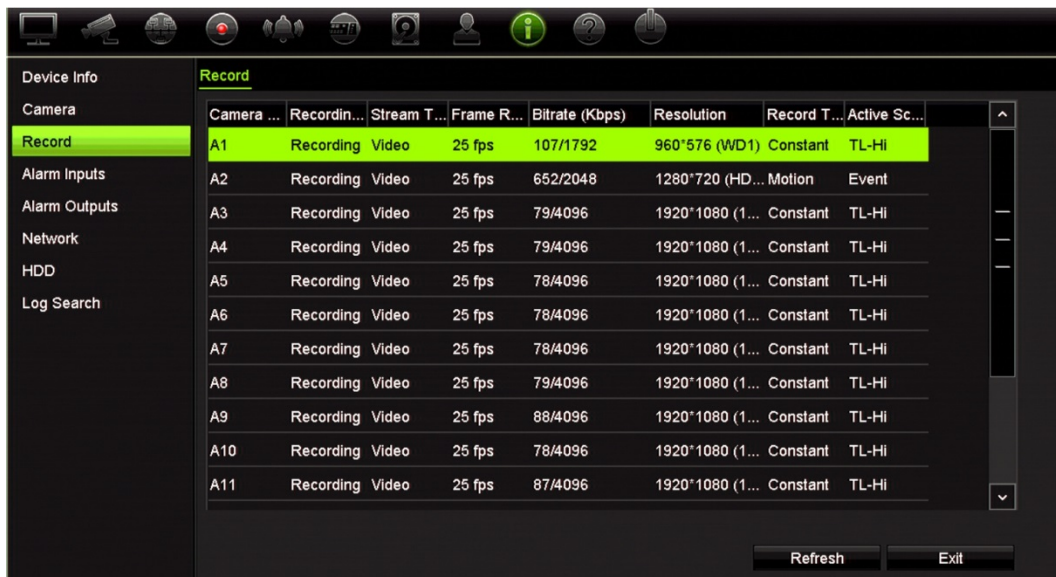 Device Info
Camera
Record
Alarm Inputs
Alarm Outputs
Network
HDD
Log Search
Record
Camera ... Recordin... Stream T... Frame R... Bitrate (Kbps) Resolution Record T... Active Sc...
A1 Recording Video 25 fps 107/1792 960*576 (WD1) Constant TL-Hi
A2 Recording Video 25 fps 652/2048 1280*720 (HD... Motion Event
A3 Recording Video 25 fps 79/4096 1920*1080 (1... Constant TL-Hi
A4 Recording Video 25 fps 79/4096 1920*1080 (1... Constant TL-Hi
A5 Recording Video 25 fps 78/4096 1920*1080 (1... Constant TL-Hi
A6 Recording Video 25 fps 78/4096 1920*1080 (1... Constant TL-Hi
A7 Recording Video 25 fps 78/4096 1920*1080 (1... Constant TL-Hi
A8 Recording Video 25 fps 79/4096 1920*1080 (1... Constant TL-Hi
A9 Recording Video 25 fps 88/4096 1920*1080 (1... Constant TL-Hi
A10 Recording Video 25 fps 78/4096 1920*1080 (1... Constant TL-Hi
A11 Recording Video 25 fps 87/4096 1920*1080 (1... Constant TL-Hi
Refresh Exit